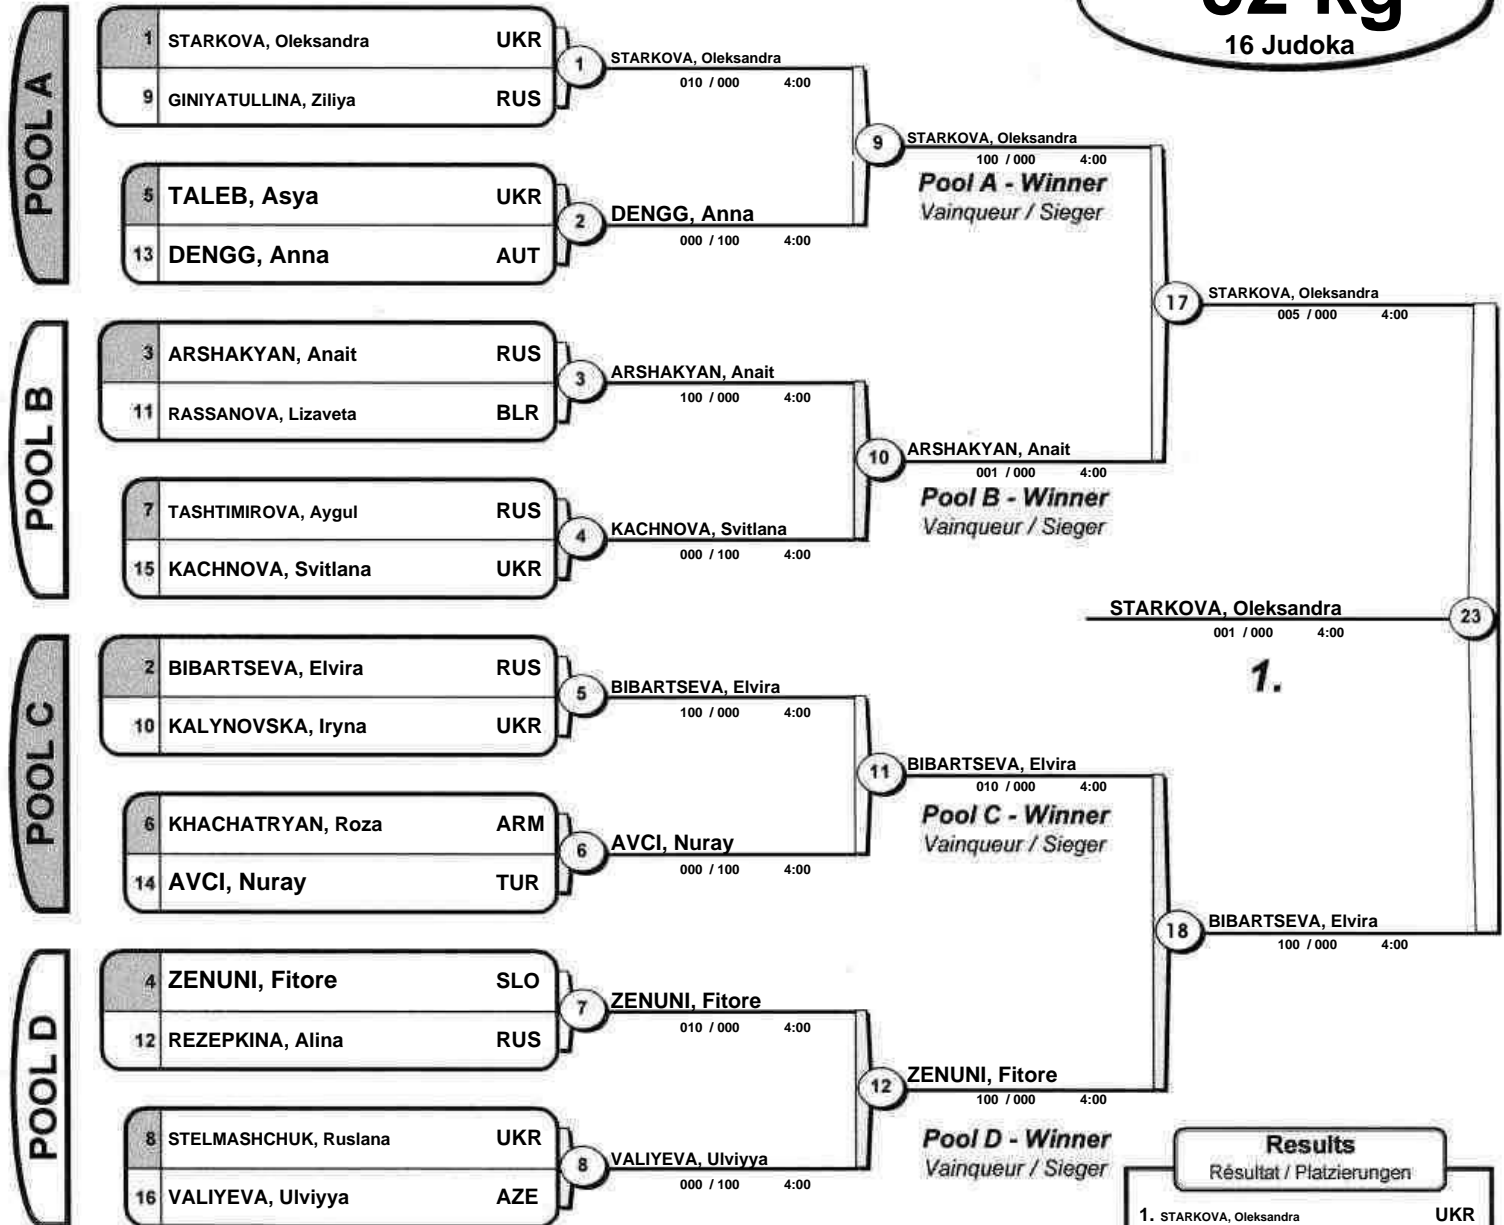 16 Judoka
POOL A
1 STARKOVA, Oleksandra UKR
9 GINIYATULLINA, Ziliya RUS
1 STARKOVA, Oleksandra
010 / 000 4:00
5 TALEB, Asya UKR
13 DENGG, Anna AUT
2 DENGG, Anna
000 / 100 4:00
9 STARKOVA, Oleksandra
100 / 000 4:00
Pool A - Winner
Vainqueur / Sieger
POOL B
3 ARSHAKYAN, Anait RUS
11 RASSANOVA, Lizaveta BLR
3 ARSHAKYAN, Anait
100 / 000 4:00
7 TASHTIMIROVA, Aygul RUS
15 KACHNOVA, Svitlana UKR
4 KACHNOVA, Svitlana
000 / 100 4:00
10 ARSHAKYAN, Anait
001 / 000 4:00
Pool B - Winner
Vainqueur / Sieger
17 STARKOVA, Oleksandra
005 / 000 4:00
STARKOVA, Oleksandra 23
001 / 000 4:00
1.
POOL C
2 BIBARTSEVA, Elvira RUS
10 KALYNOVSKA, Iryna UKR
5 BIBARTSEVA, Elvira
100 / 000 4:00
6 KHACHATRYAN, Roza ARM
14 AVCI, Nuray TUR
6 AVCI, Nuray
000 / 100 4:00
11 BIBARTSEVA, Elvira
010 / 000 4:00
Pool C - Winner
Vainqueur / Sieger
18 BIBARTSEVA, Elvira
100 / 000 4:00
POOL D
4 ZENUNI, Fitore SLO
12 REZEPKINA, Alina RUS
7 ZENUNI, Fitore
010 / 000 4:00
8 STELMASHCHUK, Ruslana UKR
16 VALIYEVA, Ulviyya AZE
8 VALIYEVA, Ulviyya
000 / 100 4:00
12 ZENUNI, Fitore
100 / 000 4:00
Pool D - Winner
Vainqueur / Sieger
Results
Résultat / Platzierungen
1. STARKOVA, Oleksandra UKR